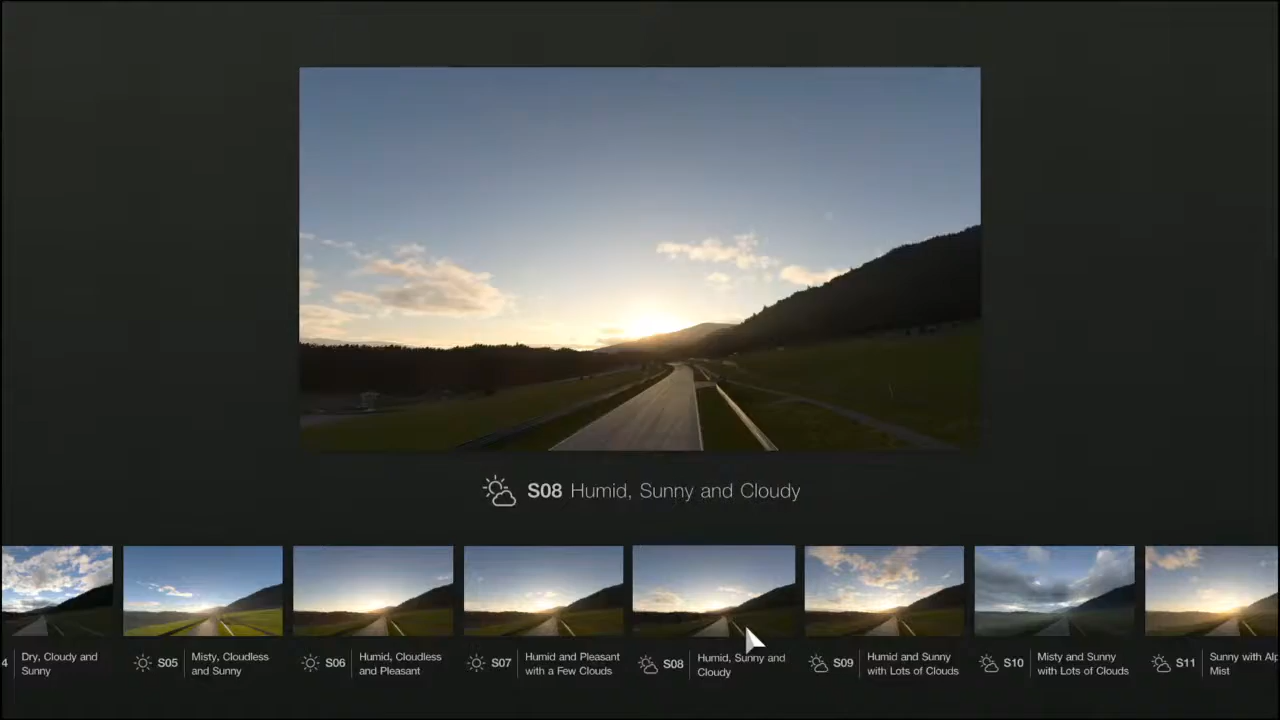 S08 Humid, Sunny and Cloudy
4 Dry, Cloudy and
Sunny
S05 Misty, Cloudless
and Sunny
S06 Humid, Cloudless
and Pleasant
S07 Humid and Pleasant
with a Few Clouds
S08 Humid, Sunny and
Cloudy
S09 Humid and Sunny
with Lots of Clouds
S10 Misty and Sunny
with Lots of Clouds
S11 Sunny with Alp
Mist